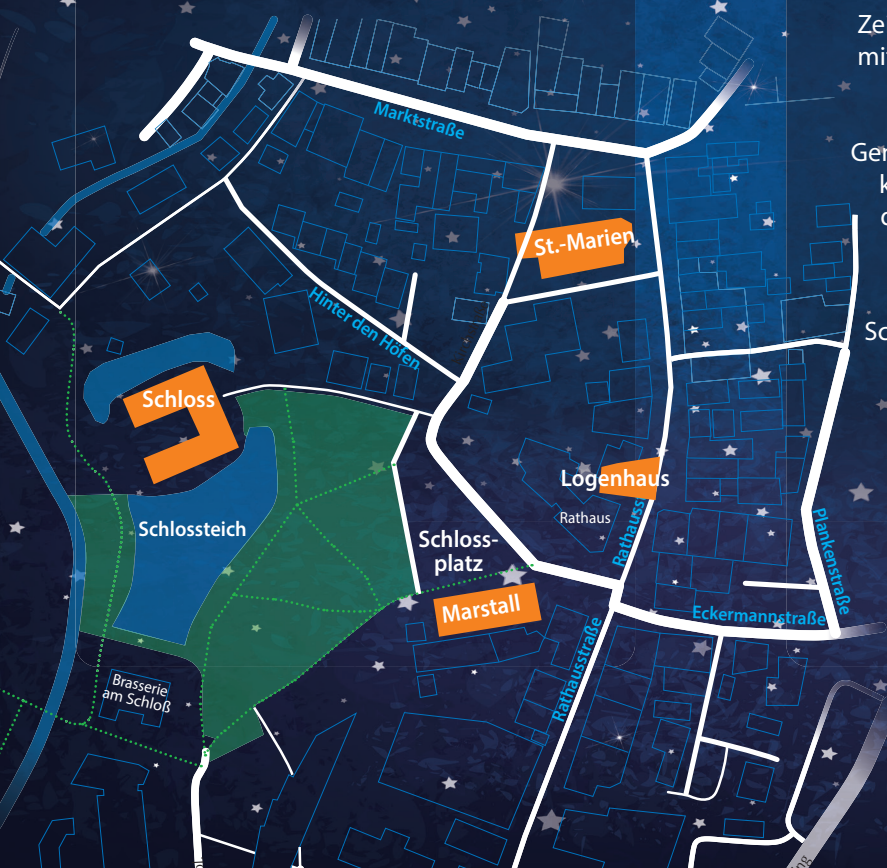 Marktstraße
St.-Marien
Hinter den Höfen
Schloss
Logenhaus
Rathaus
Schlossteich
Schloss-
platz
Plankenstraße
Marstall
Eckermannstraße
Rathausstraße
Brasserie
am Schloß